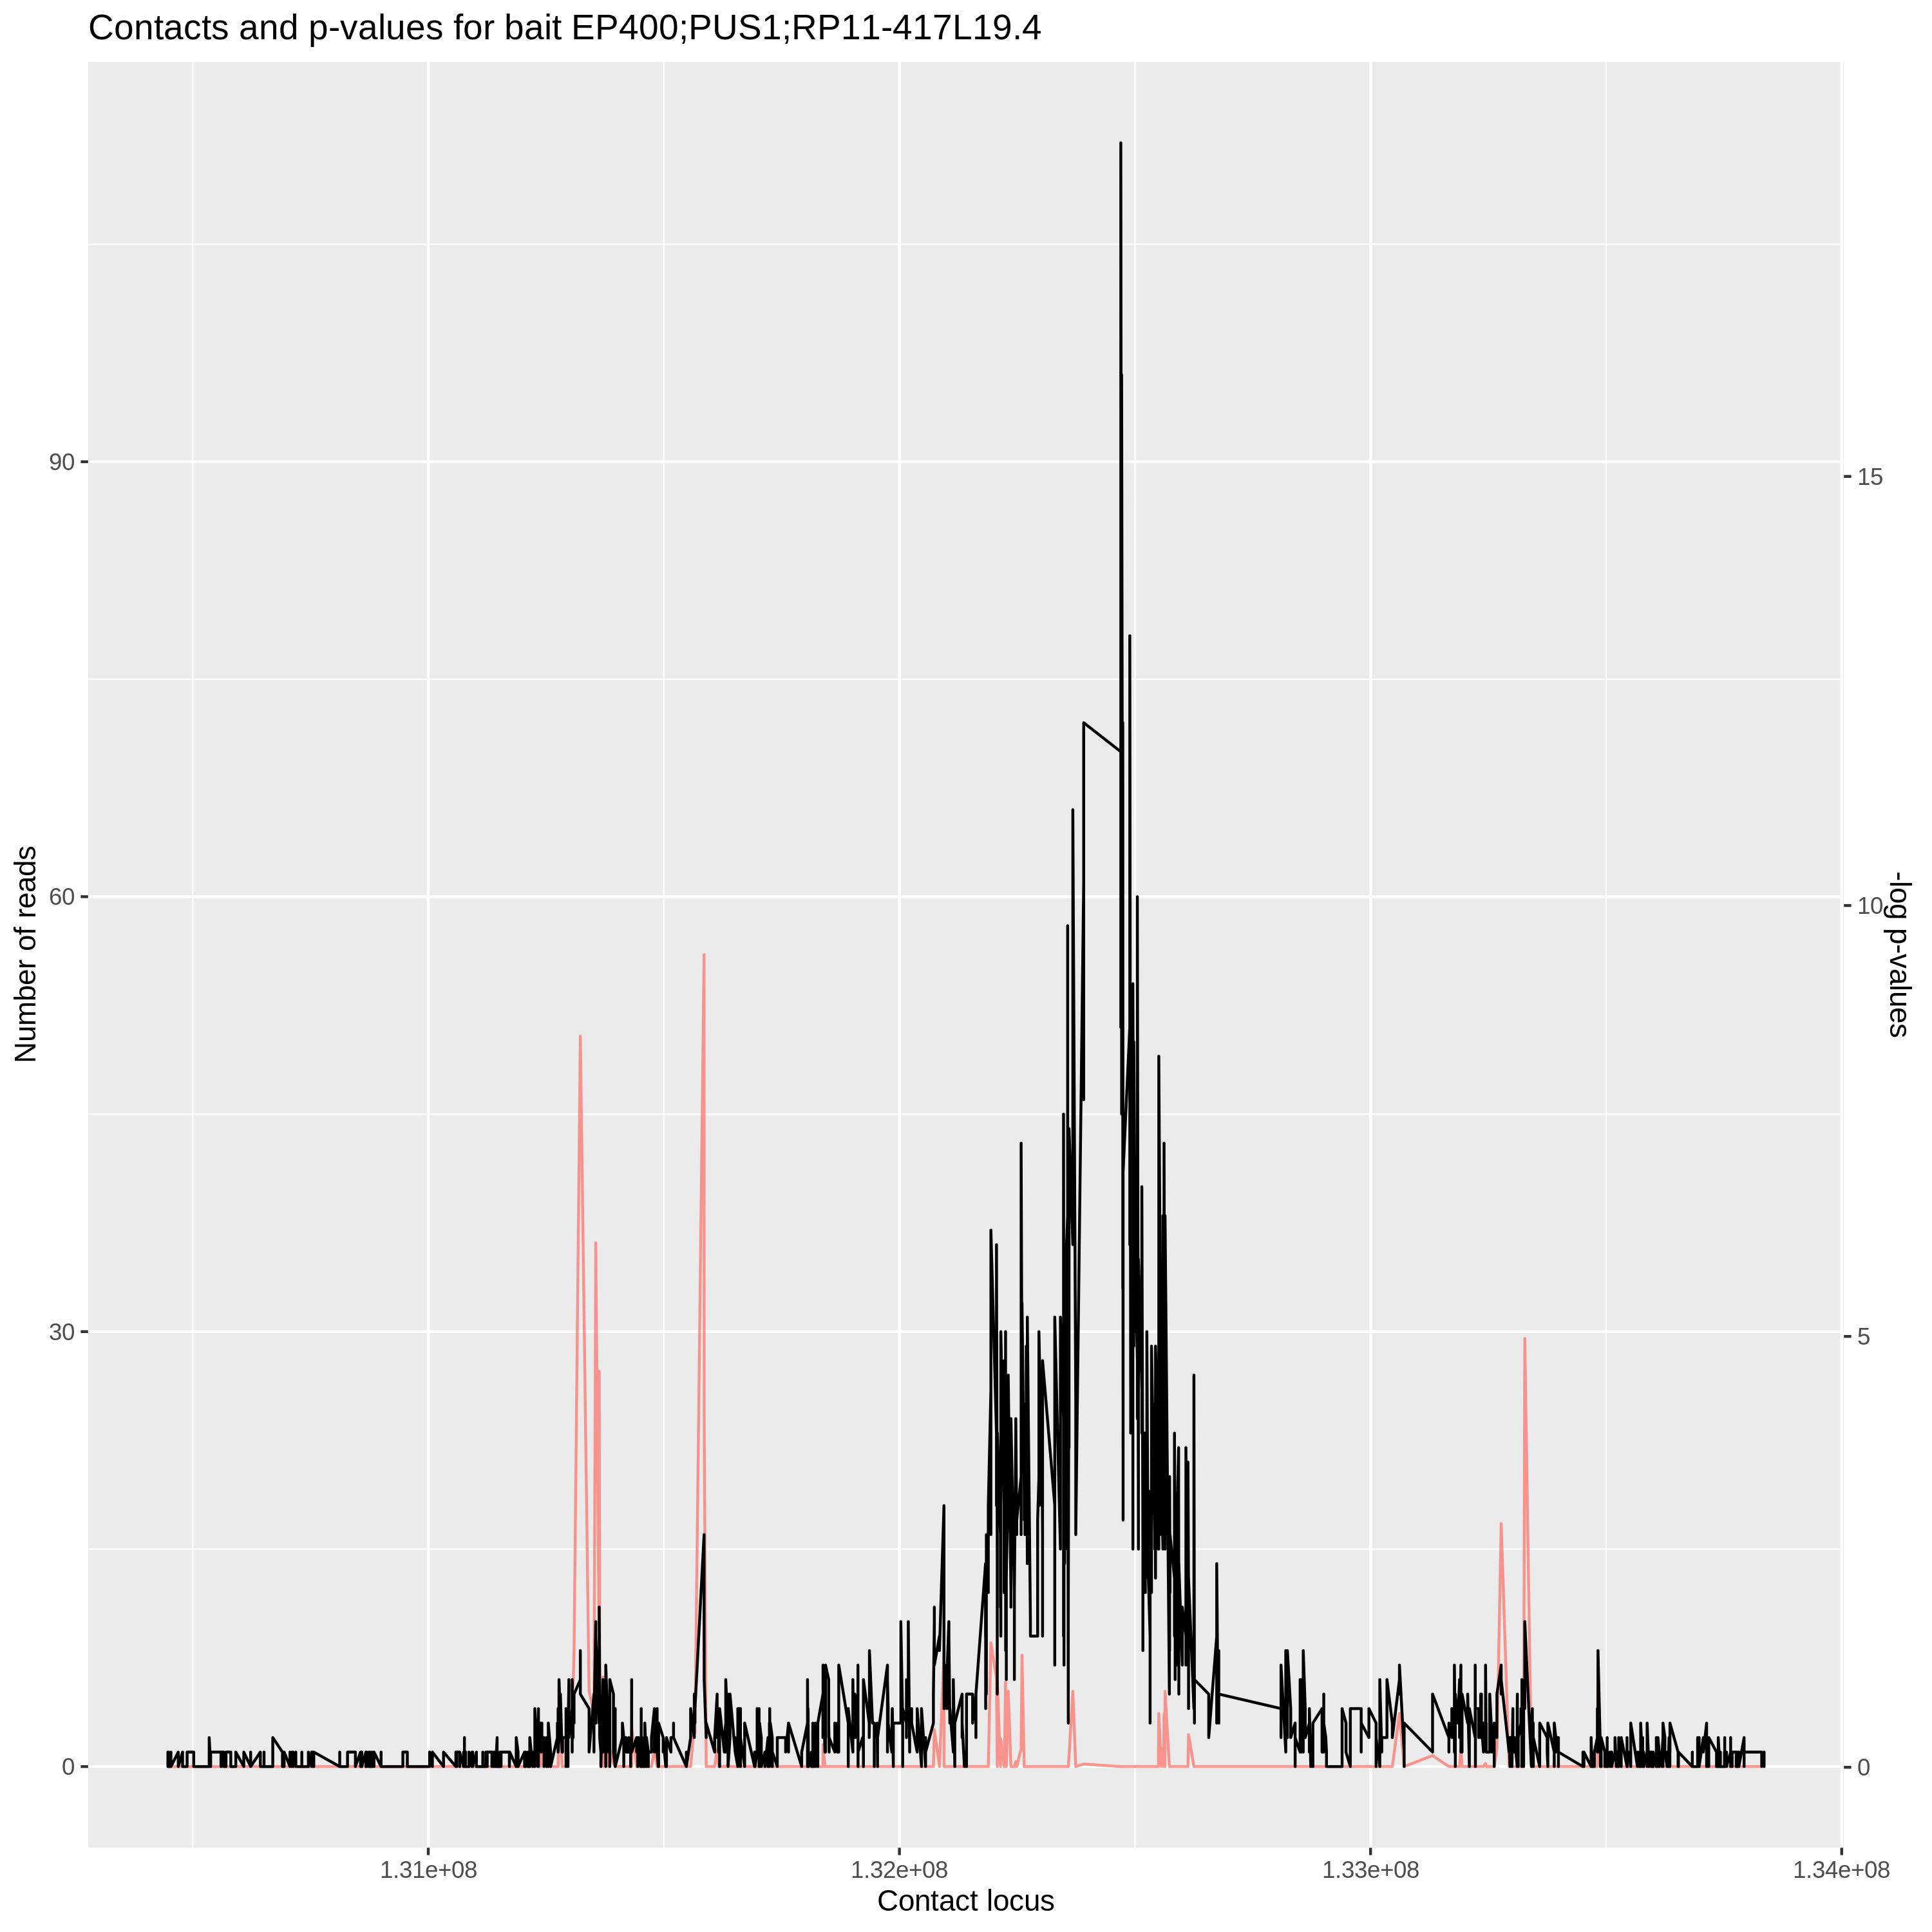 Contacts and p-values for bait EP400;PUS1;RP11-417L19.4
90
60
30
0
Number of reads
15
10
5
0
-log p-values
1.31e+08
1.32e+08
1.33e+08
1.34e+08
Contact locus